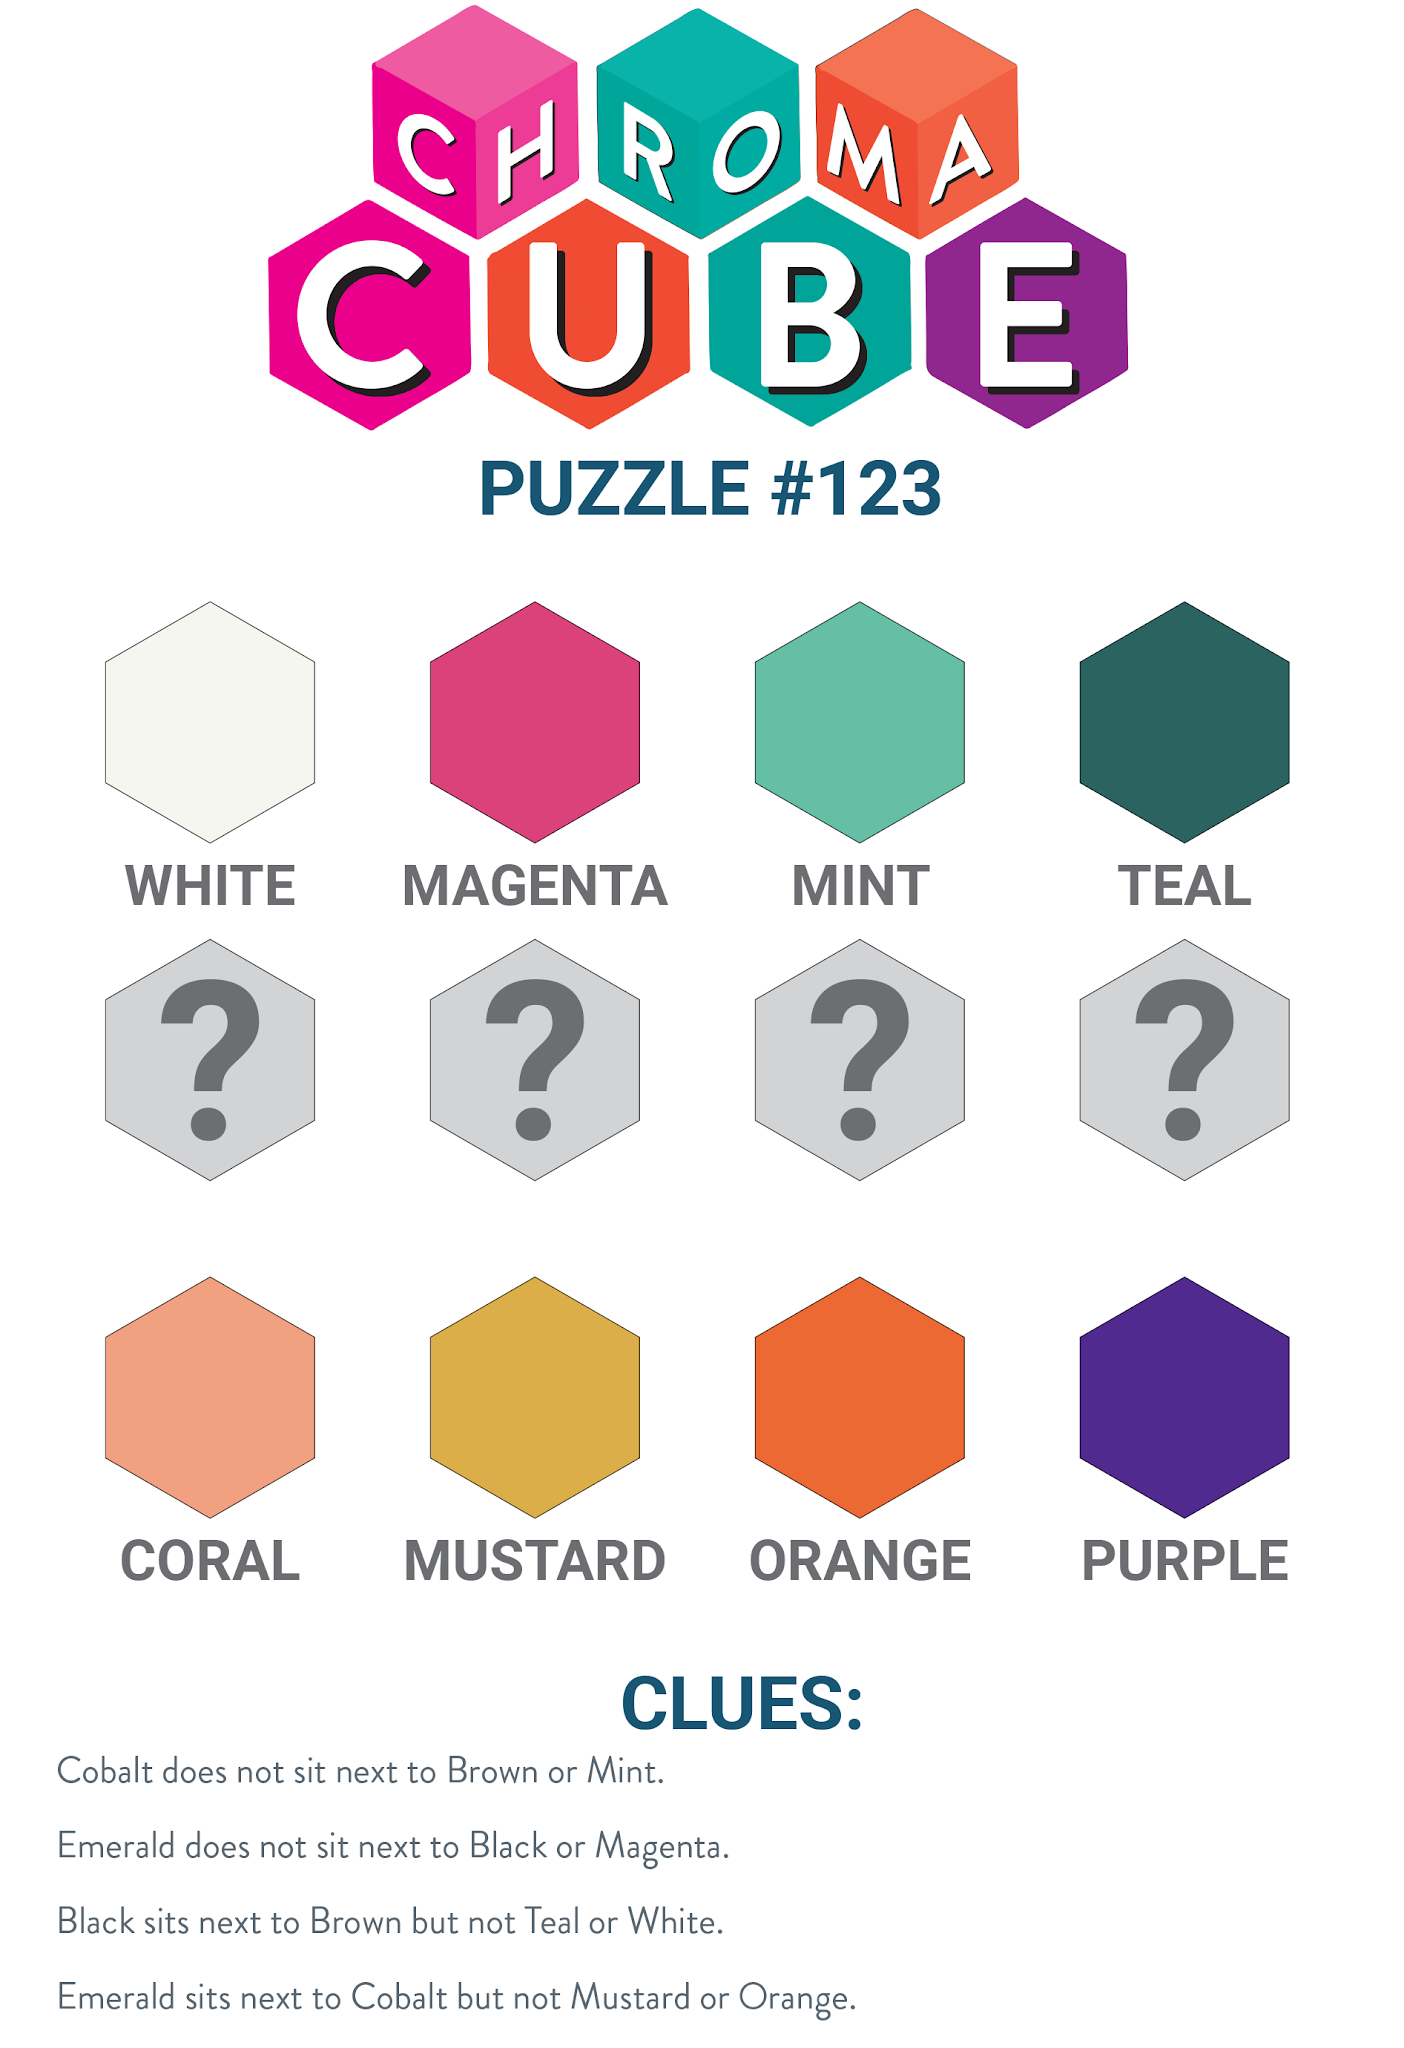 CHROMA
CUBE
PUZZLE #123
WHITE MAGENTA MINT TEAL
? ? ? ?
CORAL MUSTARD ORANGE PURPLE
CLUES:
Cobalt does not sit next to Brown or Mint.
Emerald does not sit next to Black or Magenta.
Black sits next to Brown but not Teal or White.
Emerald sits next to Cobalt but not Mustard or Orange.